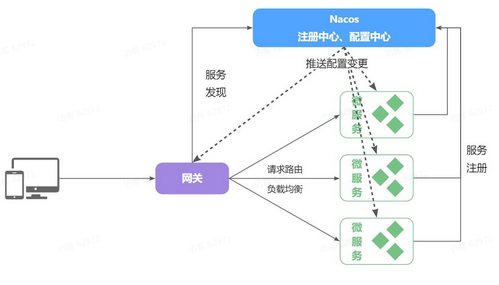 Nacos
注册中心、配置中心
服务
发现
推送配置变更
微
服
务
网关
请求路由
负载均衡
微
服
务
服务
注册
微
服
务